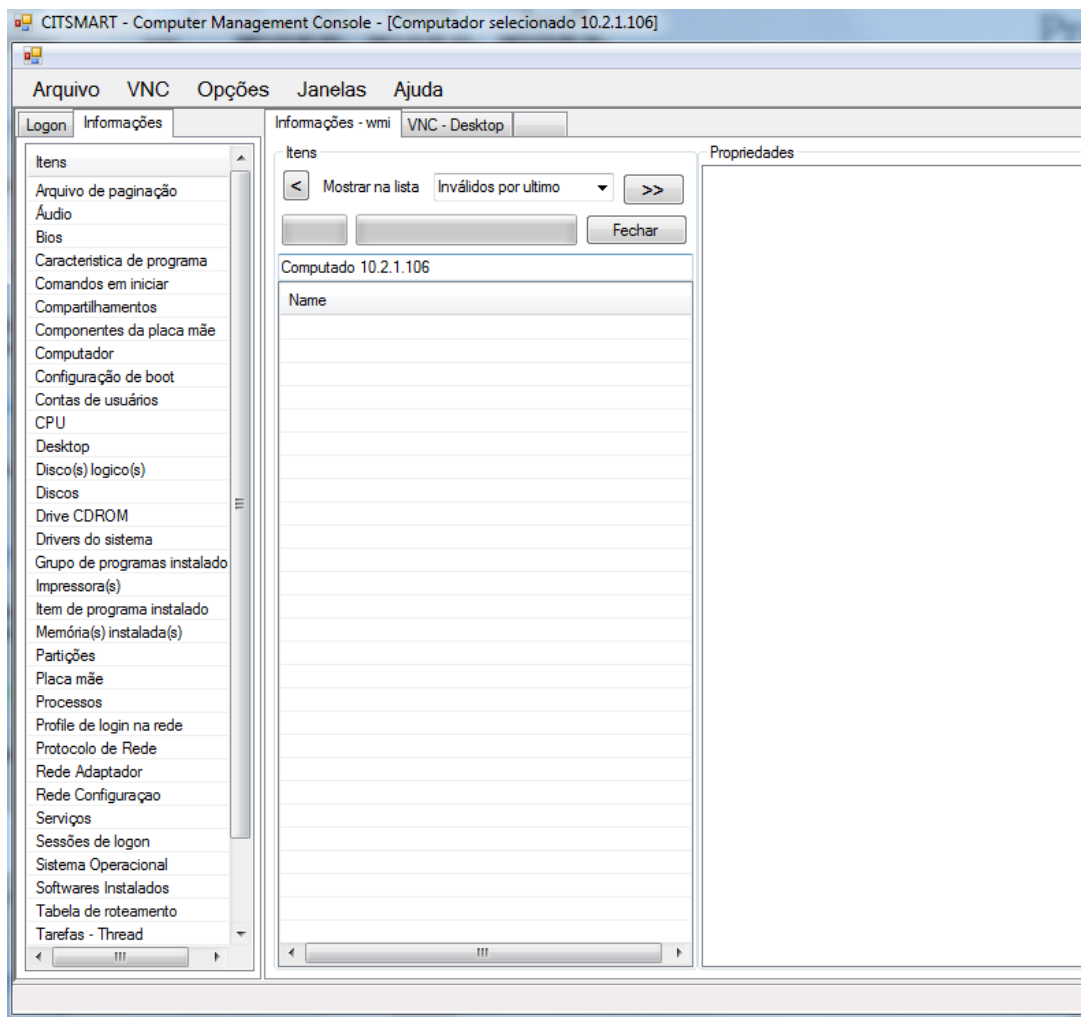 CITSMART - Computer Management Console - [Computador selecionado 10.2.1.106]
Arquivo VNC Opções Janelas Ajuda
Logon Informações
Itens
Arquivo de paginação
Áudio
Bios
Caracteristica de programa
Comandos em iniciar
Compartilhamentos
Componentes da placa mãe
Computador
Configuração de boot
Contas de usuários
CPU
Desktop
Disco(s) logico(s)
Discos
Drive CDROM
Drivers do sistema
Grupo de programas instalado
Impressora(s)
Item de programa instalado
Memória(s) instalada(s)
Partições
Placa mãe
Processos
Profile de login na rede
Protocolo de Rede
Rede Adaptador
Rede Configuraçao
Serviços
Sessões de logon
Sistema Operacional
Softwares Instalados
Tabela de roteamento
Tarefas - Thread
Informações - wmi VNC - Desktop
Itens
< Mostrar na lista Inválidos por ultimo >>
Fechar
Computado 10.2.1.106
Name
Propriedades